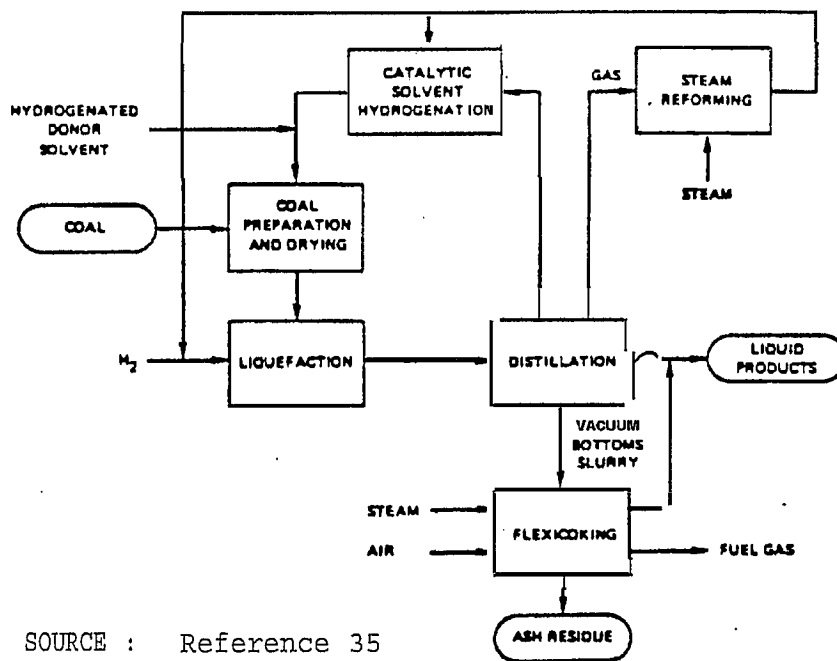 CATALYTIC
SOLVENT
HYDROGENATION
GAS
STEAM
REFORMING
HYDROGENATED
DONOR
SOLVENT
STEAM
COAL
COAL
PREPARATION
AND DRYING
H2
LIQUEFACTION
DISTILLATION
LIQUID
PRODUCTS
VACUUM
BOTTOMS
SLURRY
STEAM
AIR
FLEXICOKING
FUEL GAS
ASH RESIDUE
SOURCE : Reference 35